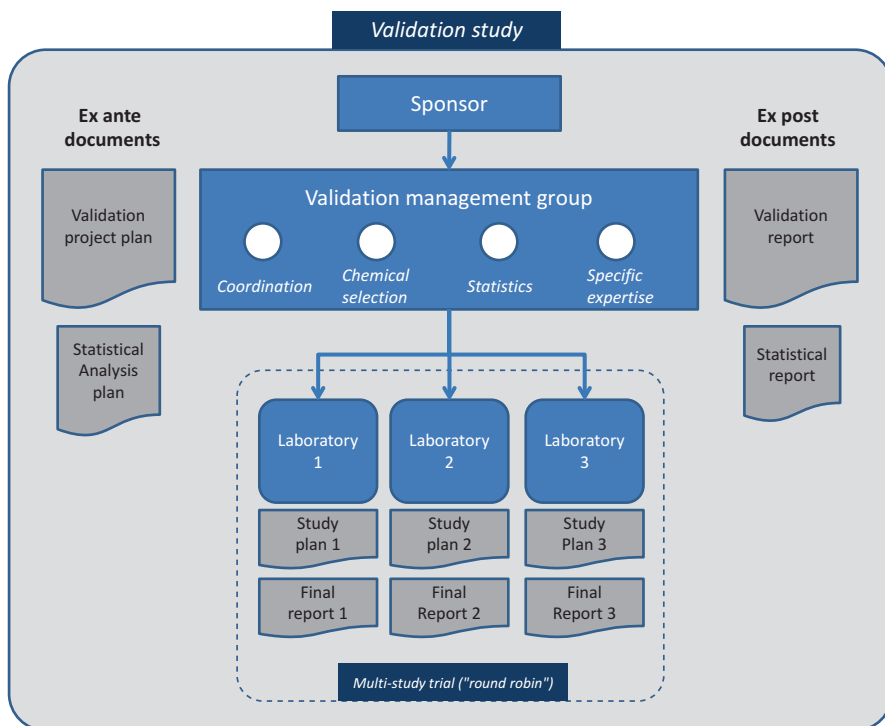 Validation study
Sponsor
Ex ante
documents
Ex post
documents
Validation
project plan
Statistical
Analysis
plan
Validation management group
Coordination
Chemical
selection
Statistics
Specific
expertise
Validation
report
Statistical
report
Laboratory
1
Laboratory
2
Laboratory
3
Study
plan 1
Study
plan 2
Study
Plan 3
Final
report 1
Final
Report 2
Final
Report 3
Multi-study trial ("round robin")